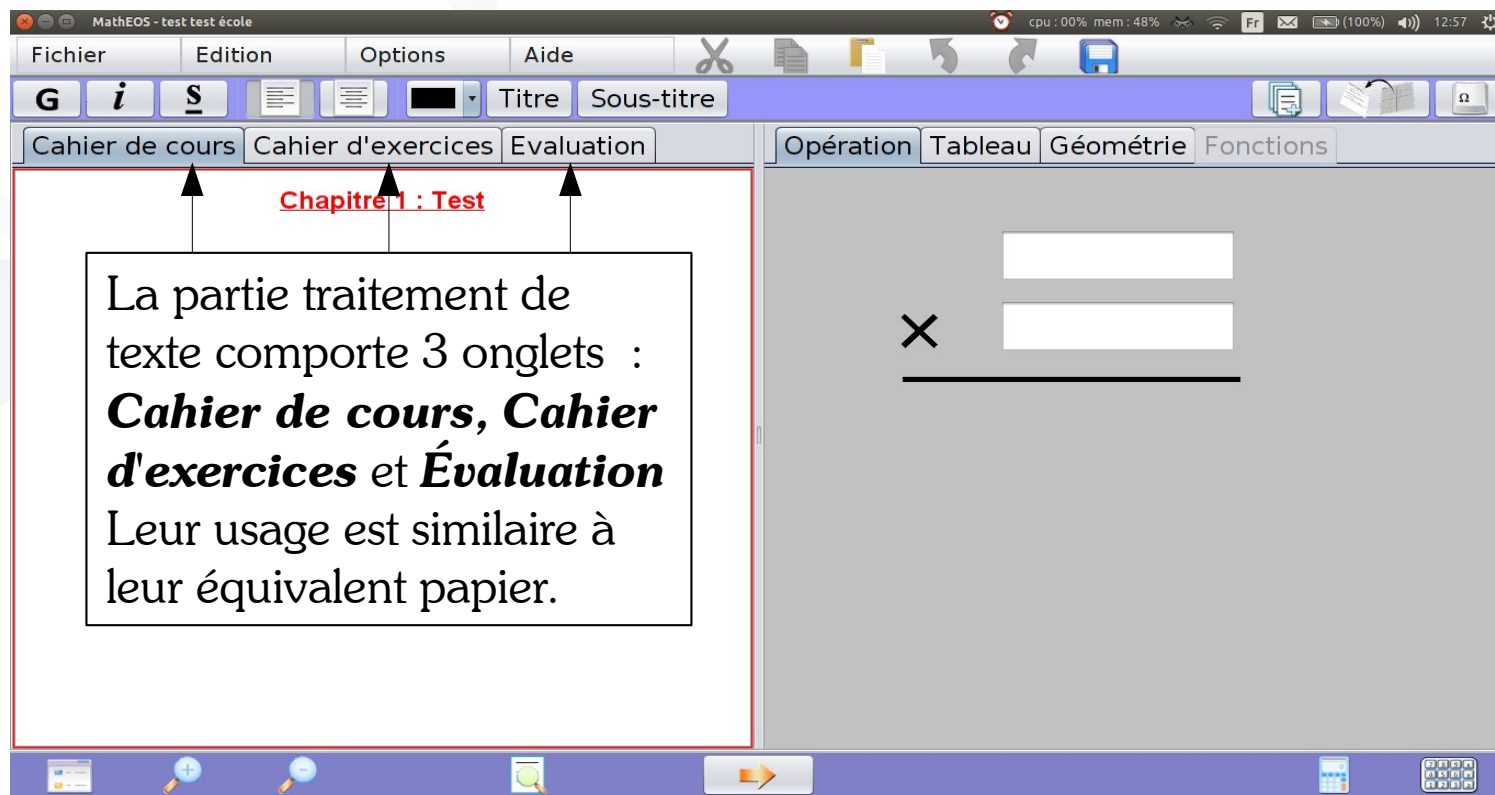 MathEOS - test test école
cpu : 00% mem : 48% Fr (100%) 12:57
Fichier Edition Options Aide
G i S Titre Sous-titre Ω
Cahier de cours Cahier d'exercices Evaluation Opération Tableau Géométrie Fonctions
Chapitre 1 : Test
La partie traitement de
texte comporte 3 onglets :
Cahier de cours, Cahier
d'exercices et Évaluation
Leur usage est similaire à
leur équivalent papier.
×